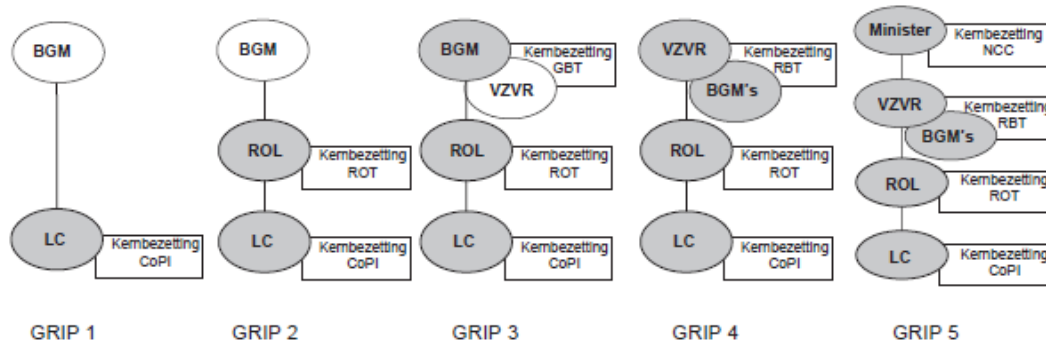 BGM
LC
Kernbezetting
CoPI
GRIP 1
BGM
ROL
Kernbezetting
ROT
LC
Kernbezetting
CoPI
GRIP 2
BGM
Kernbezetting
GBT
VZVR
ROL
Kernbezetting
ROT
LC
Kernbezetting
CoPI
GRIP 3
VZVR
Kernbezetting
RBT
BGM's
ROL
Kernbezetting
ROT
LC
Kernbezetting
CoPI
GRIP 4
Minister
Kernbezetting
NCC
VZVR
Kernbezetting
RBT
BGM's
ROL
Kernbezetting
ROT
LC
Kernbezetting
CoPI
GRIP 5